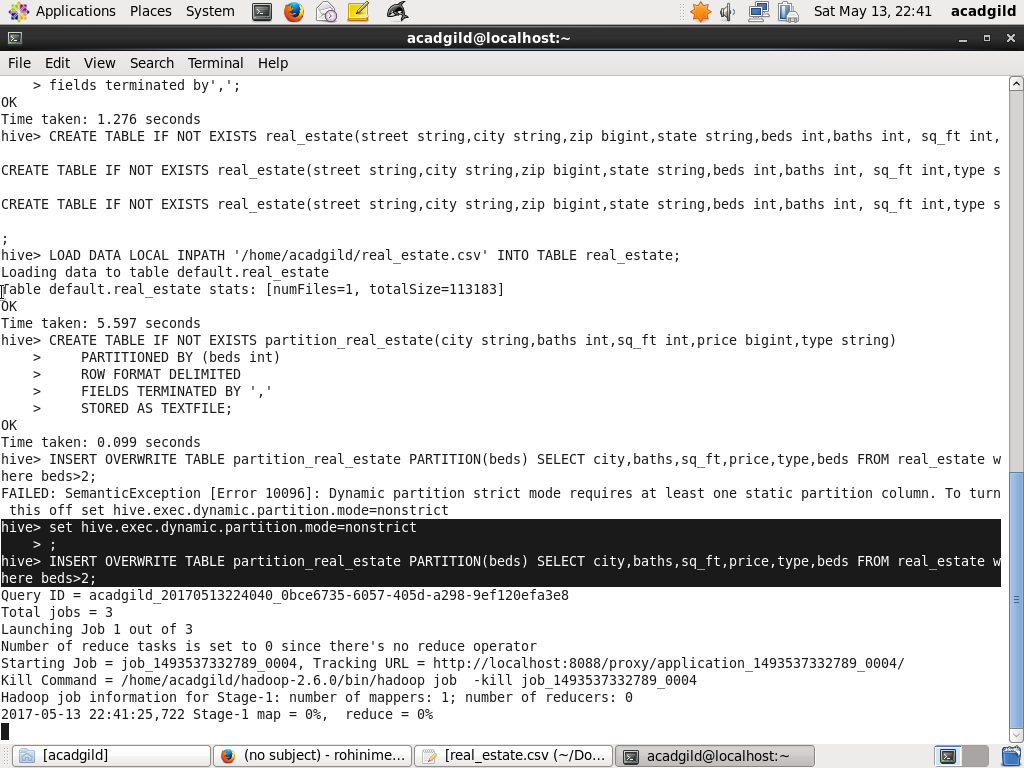 Applications Places System Sat May 13, 22:41 acadgild
acadgild@localhost:~
File Edit View Search Terminal Help
> fields terminated by',';
OK
Time taken: 1.276 seconds
hive> CREATE TABLE IF NOT EXISTS real_estate(street string,city string,zip bigint,state string,beds int,baths int, sq_ft int,
CREATE TABLE IF NOT EXISTS real_estate(street string,city string,zip bigint,state string,beds int,baths int, sq_ft int,type s
CREATE TABLE IF NOT EXISTS real_estate(street string,city string,zip bigint,state string,beds int,baths int, sq_ft int,type s
;
hive> LOAD DATA LOCAL INPATH '/home/acadgild/real_estate.csv' INTO TABLE real_estate;
Loading data to table default.real_estate
Table default.real_estate stats: [numFiles=1, totalSize=113183]
OK
Time taken: 5.597 seconds
hive> CREATE TABLE IF NOT EXISTS partition_real_estate(city string,baths int,sq_ft int,price bigint,type string)
>     PARTITIONED BY (beds int)
>     ROW FORMAT DELIMITED
>     FIELDS TERMINATED BY ','
>     STORED AS TEXTFILE;
OK
Time taken: 0.099 seconds
hive> INSERT OVERWRITE TABLE partition_real_estate PARTITION(beds) SELECT city,baths,sq_ft,price,type,beds FROM real_estate w
here beds>2;
FAILED: SemanticException [Error 10096]: Dynamic partition strict mode requires at least one static partition column. To turn
this off set hive.exec.dynamic.partition.mode=nonstrict
hive> set hive.exec.dynamic.partition.mode=nonstrict
> ;
hive> INSERT OVERWRITE TABLE partition_real_estate PARTITION(beds) SELECT city,baths,sq_ft,price,type,beds FROM real_estate w
here beds>2;
Query ID = acadgild_20170513224040_0bce6735-6057-405d-a298-9ef120efa3e8
Total jobs = 3
Launching Job 1 out of 3
Number of reduce tasks is set to 0 since there's no reduce operator
Starting Job = job_1493537332789_0004, Tracking URL = http://localhost:8088/proxy/application_1493537332789_0004/
Kill Command = /home/acadgild/hadoop-2.6.0/bin/hadoop job  -kill job_1493537332789_0004
Hadoop job information for Stage-1: number of mappers: 1; number of reducers: 0
2017-05-13 22:41:25,722 Stage-1 map = 0%,  reduce = 0%
[acadgild] (no subject) - rohinime... [real_estate.csv (~/Do... acadgild@localhost:~